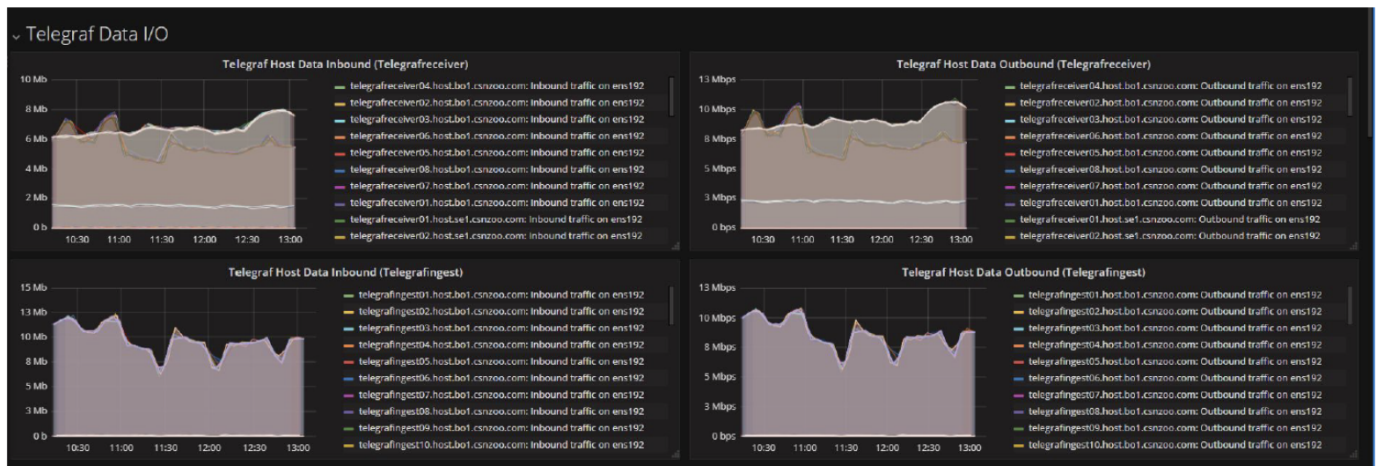 Telegraf Data I/O
Telegraf Host Data Inbound (Telegrafreceiver)
10 Mb
8 Mb
6 Mb
4 Mb
2 Mb
0 b
10:30 11:00 11:30 12:00 12:30 13:00
telegrafreceiver04.host.bo1.csnzoo.com: Inbound traffic on ens192
telegrafreceiver02.host.bo1.csnzoo.com: Inbound traffic on ens192
telegrafreceiver03.host.bo1.csnzoo.com: Inbound traffic on ens192
telegrafreceiver06.host.bo1.csnzoo.com: Inbound traffic on ens192
telegrafreceiver05.host.bo1.csnzoo.com: Inbound traffic on ens192
telegrafreceiver08.host.bo1.csnzoo.com: Inbound traffic on ens192
telegrafreceiver07.host.bo1.csnzoo.com: Inbound traffic on ens192
telegrafreceiver01.host.bo1.csnzoo.com: Inbound traffic on ens192
telegrafreceiver01.host.se1.csnzoo.com: Inbound traffic on ens192
telegrafreceiver02.host.se1.csnzoo.com: Inbound traffic on ens192
Telegraf Host Data Outbound (Telegrafreceiver)
13 Mbps
10 Mbps
8 Mbps
5 Mbps
3 Mbps
0 bps
10:30 11:00 11:30 12:00 12:30 13:00
telegrafreceiver04.host.bo1.csnzoo.com: Outbound traffic on ens192
telegrafreceiver02.host.bo1.csnzoo.com: Outbound traffic on ens192
telegrafreceiver03.host.bo1.csnzoo.com: Outbound traffic on ens192
telegrafreceiver06.host.bo1.csnzoo.com: Outbound traffic on ens192
telegrafreceiver05.host.bo1.csnzoo.com: Outbound traffic on ens192
telegrafreceiver08.host.bo1.csnzoo.com: Outbound traffic on ens192
telegrafreceiver07.host.bo1.csnzoo.com: Outbound traffic on ens192
telegrafreceiver01.host.bo1.csnzoo.com: Outbound traffic on ens192
telegrafreceiver01.host.se1.csnzoo.com: Outbound traffic on ens192
telegrafreceiver02.host.se1.csnzoo.com: Outbound traffic on ens192
Telegraf Host Data Inbound (Telegrafingest)
15 Mb
13 Mb
10 Mb
8 Mb
5 Mb
3 Mb
0 b
10:30 11:00 11:30 12:00 12:30 13:00
telegrafingest01.host.bo1.csnzoo.com: Inbound traffic on ens192
telegrafingest02.host.bo1.csnzoo.com: Inbound traffic on ens192
telegrafingest03.host.bo1.csnzoo.com: Inbound traffic on ens192
telegrafingest04.host.bo1.csnzoo.com: Inbound traffic on ens192
telegrafingest05.host.bo1.csnzoo.com: Inbound traffic on ens192
telegrafingest06.host.bo1.csnzoo.com: Inbound traffic on ens192
telegrafingest07.host.bo1.csnzoo.com: Inbound traffic on ens192
telegrafingest08.host.bo1.csnzoo.com: Inbound traffic on ens192
telegrafingest09.host.bo1.csnzoo.com: Inbound traffic on ens192
telegrafingest10.host.bo1.csnzoo.com: Inbound traffic on ens192
Telegraf Host Data Outbound (Telegrafingest)
13 Mbps
10 Mbps
8 Mbps
5 Mbps
3 Mbps
0 bps
10:30 11:00 11:30 12:00 12:30 13:00
telegrafingest01.host.bo1.csnzoo.com: Outbound traffic on ens192
telegrafingest02.host.bo1.csnzoo.com: Outbound traffic on ens192
telegrafingest03.host.bo1.csnzoo.com: Outbound traffic on ens192
telegrafingest04.host.bo1.csnzoo.com: Outbound traffic on ens192
telegrafingest05.host.bo1.csnzoo.com: Outbound traffic on ens192
telegrafingest06.host.bo1.csnzoo.com: Outbound traffic on ens192
telegrafingest07.host.bo1.csnzoo.com: Outbound traffic on ens192
telegrafingest08.host.bo1.csnzoo.com: Outbound traffic on ens192
telegrafingest09.host.bo1.csnzoo.com: Outbound traffic on ens192
telegrafingest10.host.bo1.csnzoo.com: Outbound traffic on ens192